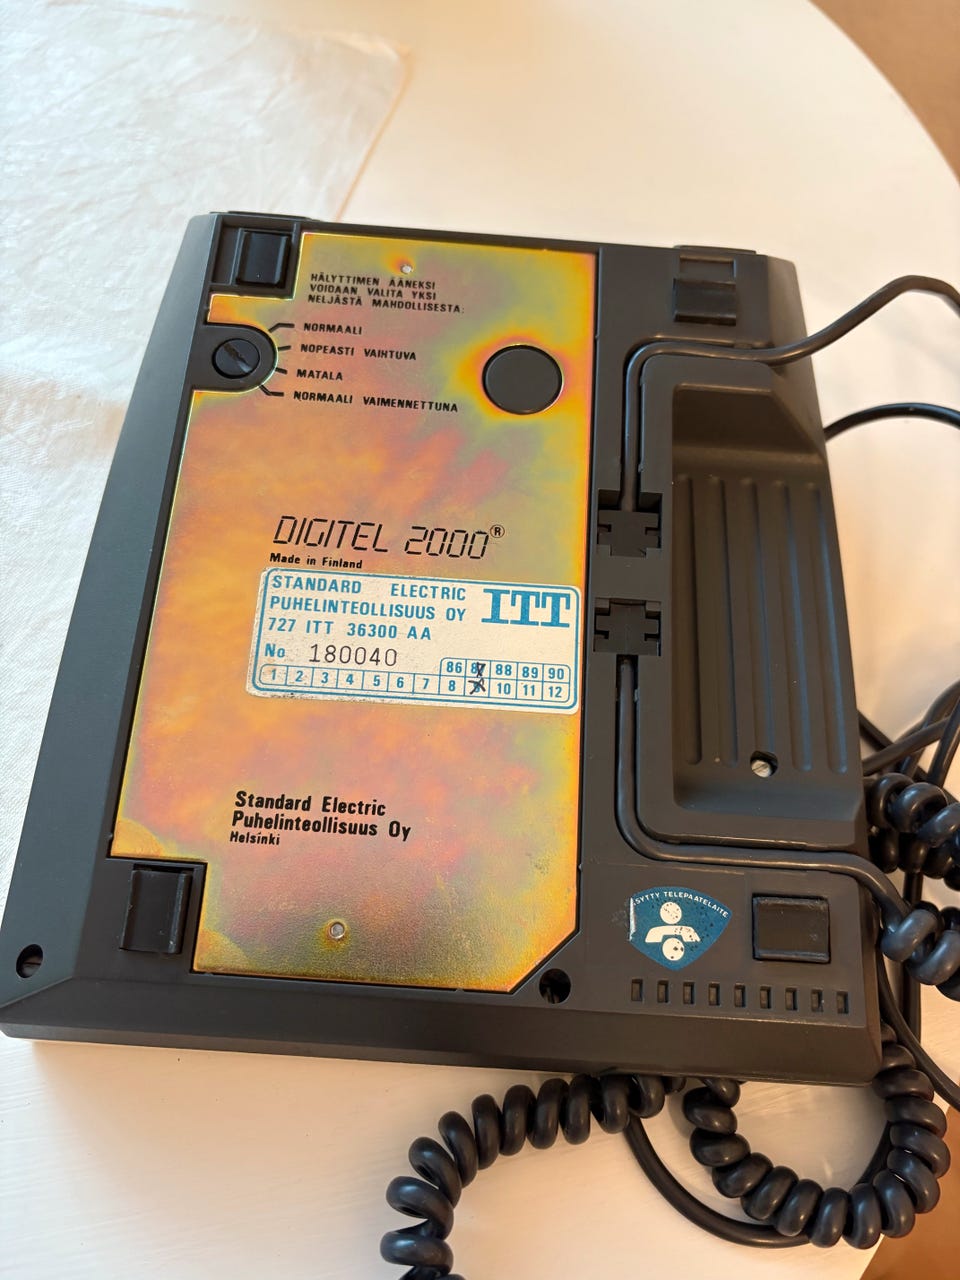 HÄLYTTIMEN ÄÄNEKSI
VOIDAAN VALITA YKSI
NELJÄSTÄ MAHDOLLISESTA:
NORMAALI
NOPEASTI VAIHTUVA
MATALA
NORMAALI VAIMENNETTUNA
DIGITEL 2000®
Made in Finland
STANDARD ELECTRIC
PUHELINTEOLLISUUS OY
ITT
727 ITT 36300 AA
No 180040
86 87 88 89 90
1 2 3 4 5 6 7 8 9 10 11 12
Standard Electric
Puhelinteollisuus Oy
Helsinki
TELEPÄÄTELAITE